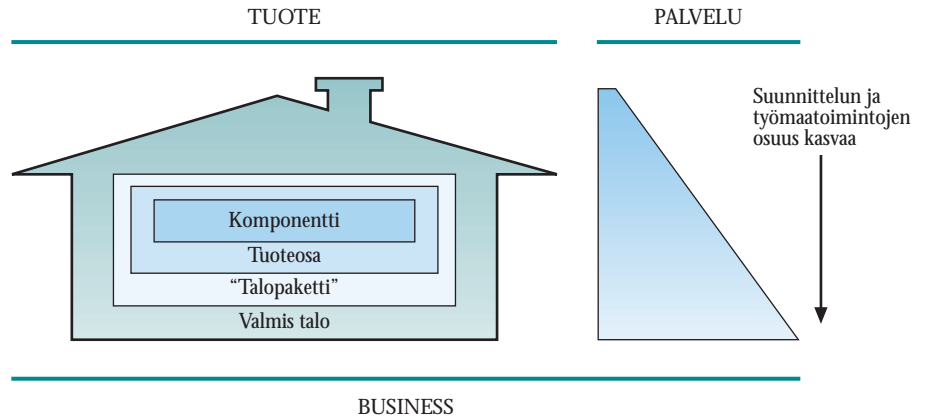 TUOTE
PALVELU
Suunnittelun ja
työmaatoimintojen
osuus kasvaa
Komponentti
Tuoteosa
“Talopaketti”
Valmis talo
BUSINESS